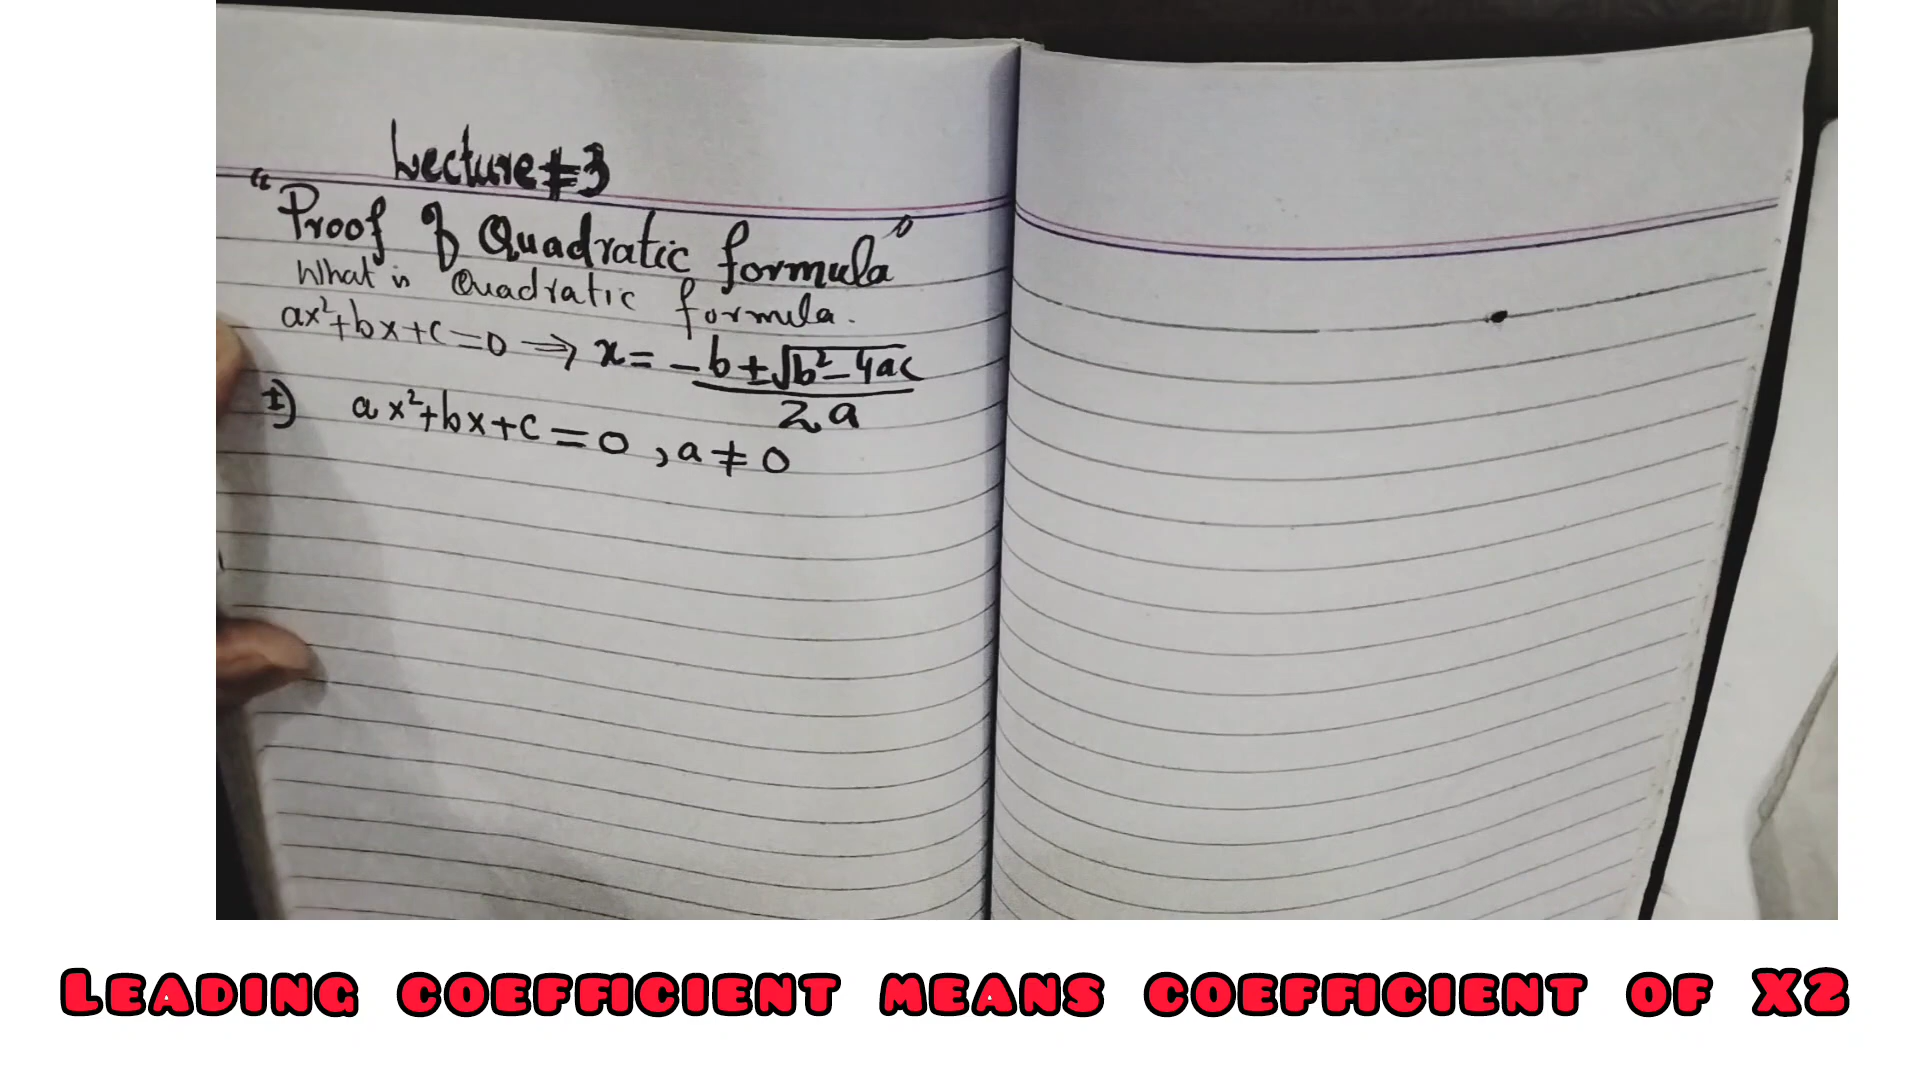 Lecture #3
"Proof of Quadratic formula"
What is Quadratic formula.
ax²+bx+c=0 ⇒ x= -b±√b²-4ac / 2a
I) ax²+bx+c=0, a≠0
LEADING COEFFICIENT MEANS COEFFICIENT OF X2